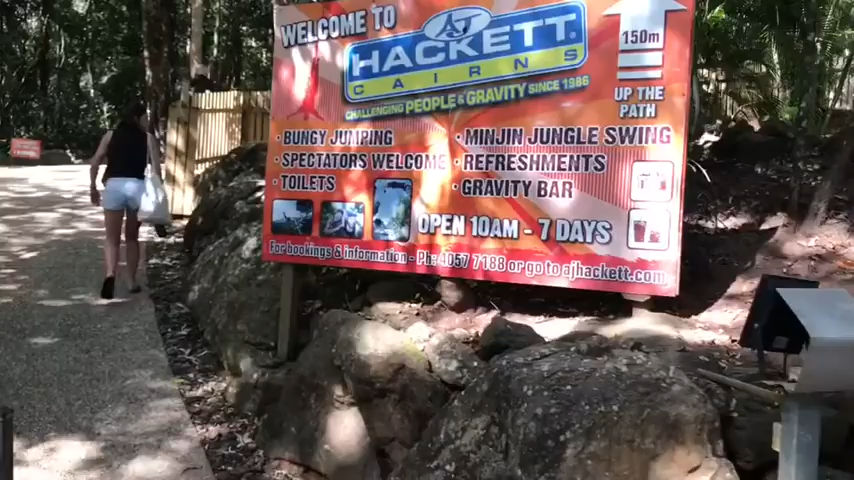 WELCOME TO
AJ
HACKETT
CAIRNS
CHALLENGING PEOPLE & GRAVITY SINCE 1986
150m
UP THE
PATH
• BUNGY JUMPING
• SPECTATORS WELCOME
• TOILETS
• MINJIN JUNGLE SWING
• REFRESHMENTS
• GRAVITY BAR
OPEN 10AM - 7 DAYS
For bookings & information - Ph: 4057 7188 or go to ajhackett.com